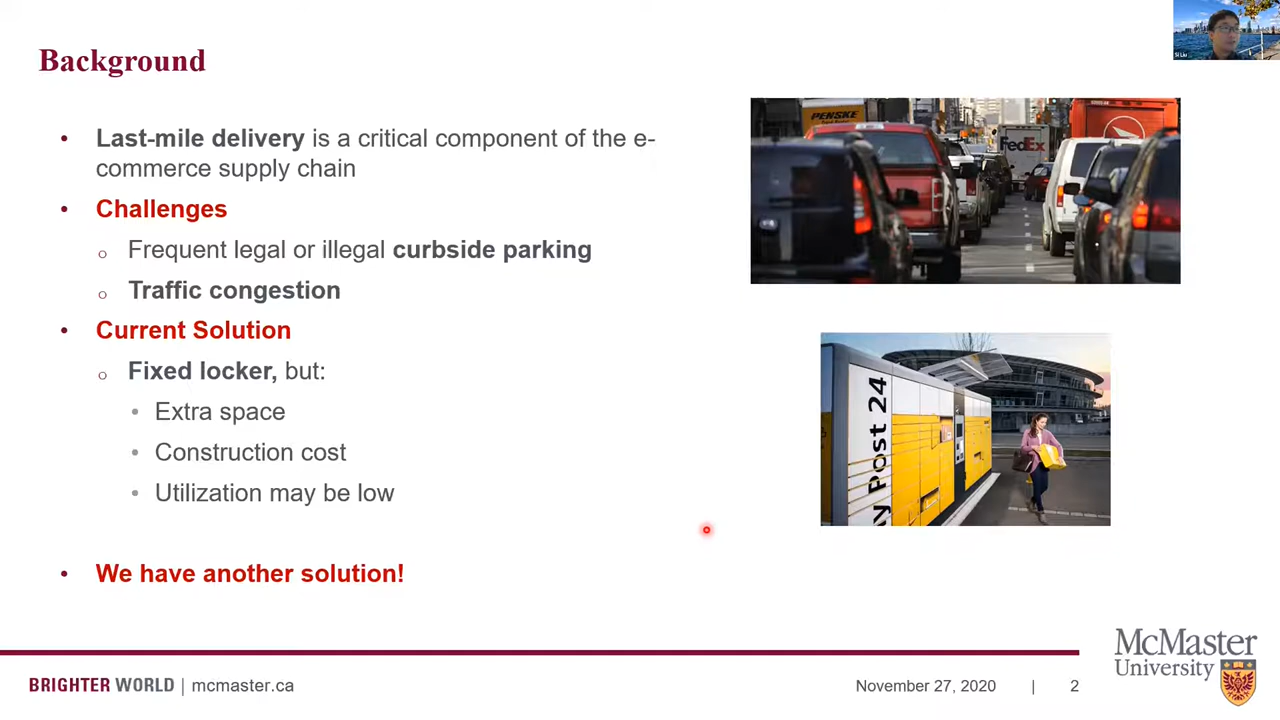 Si Liu
Background
• Last-mile delivery is a critical component of the e-
commerce supply chain
• Challenges
o Frequent legal or illegal curbside parking
o Traffic congestion
• Current Solution
o Fixed locker, but:
• Extra space
• Construction cost
• Utilization may be low
• We have another solution!
PENSKE
FedEx
y Post 24
McMaster
University
BRIGHTER WORLD | mcmaster.ca
November 27, 2020 | 2